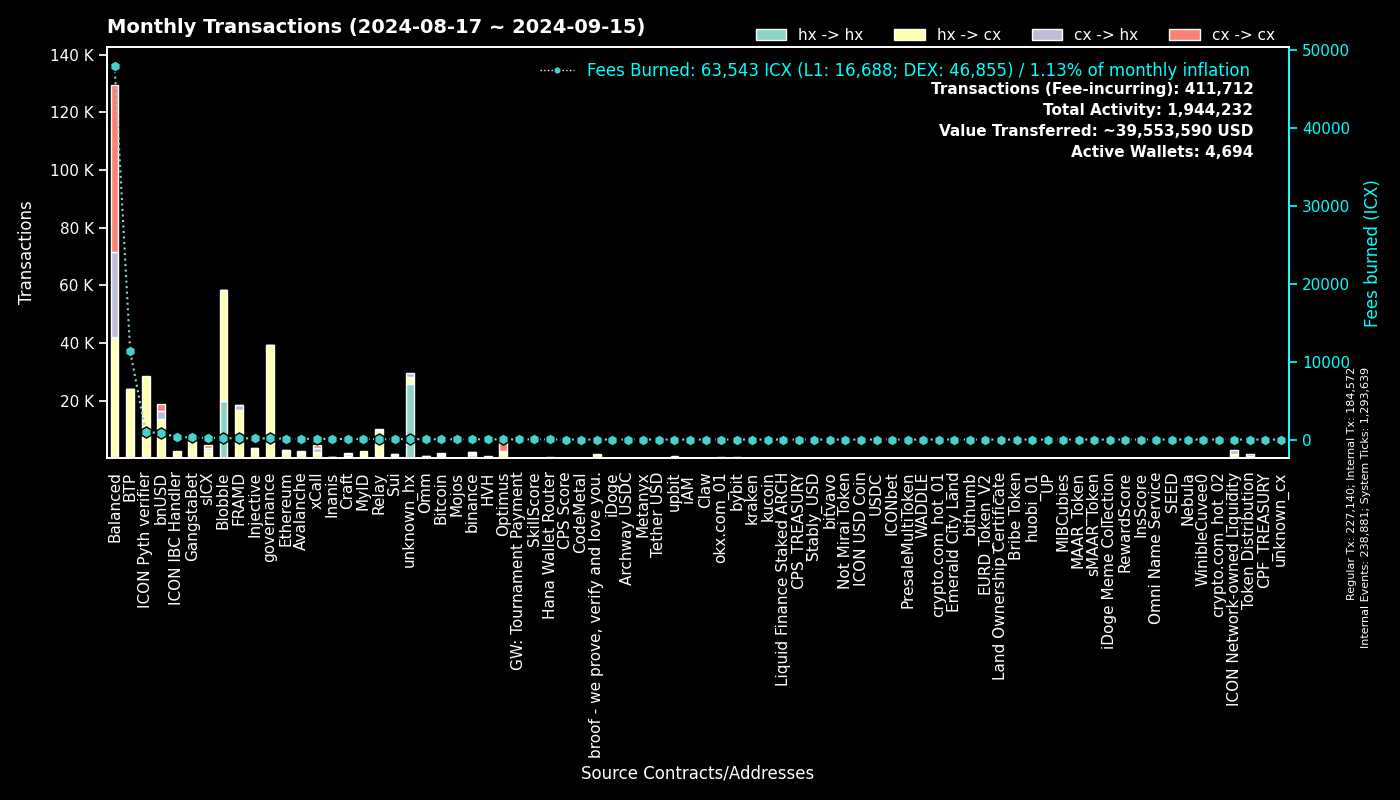 Monthly Transactions (2024-08-17 ~ 2024-09-15)
hx -> hx
hx -> cx
cx -> hx
cx -> cx
Fees Burned: 63,543 ICX (L1: 16,688; DEX: 46,855) / 1.13% of monthly inflation
Transactions (Fee-incurring): 411,712
Total Activity: 1,944,232
Value Transferred: ~39,553,590 USD
Active Wallets: 4,694
Transactions
140 K
120 K
100 K
80 K
60 K
40 K
20 K
50000
40000
30000
20000
10000
0
Fees burned (ICX)
Regular Tx: 227,140; Internal Tx: 184,572
Internal Events: 238,881; System Ticks: 1,293,639
Balanced
BTP
ICON Pyth verifier
bnUSD
ICON IBC Handler
GangstaBet
sICX
Blobble
FRAMD
Injective
governance
Ethereum
Avalanche
xCall
Inanis
Craft
MyID
Relay
Sui
unknown_hx
Omm
Bitcoin
Mojos
binance
HVH
Optimus
GW: Tournament Payment
SkillScore
Hana Wallet Router
CPS Score
CodeMetal
broof - we prove, verify and love you.
iDoge
Archway USDC
Metanyx
Tether USD
upbit
IAM
Claw
okx.com_01
bybit
kraken
kucoin
Liquid Finance Staked ARCH
CPS_TREASURY
Stably_USD
bitvavo
Not Mirai Token
ICON USD Coin
USDC
ICONbet
PresaleMultiToken
WADDLE
crypto.com_hot_01
Emerald City Land
bithumb
EURD_Token_V2
Land Ownership Certificate
Bribe Token
huobi_01
_UP
MIBCubies
MAAR_Token
sMAAR_Token
iDoge Meme Collection
RewardScore
InsScore
Omni Name Service
SEED
Nebula
WinibleCuvee0
crypto.com_hot_02
ICON Network-owned Liquidity
Token Distribution
CPF_TREASURY
unknown_cx
Source Contracts/Addresses